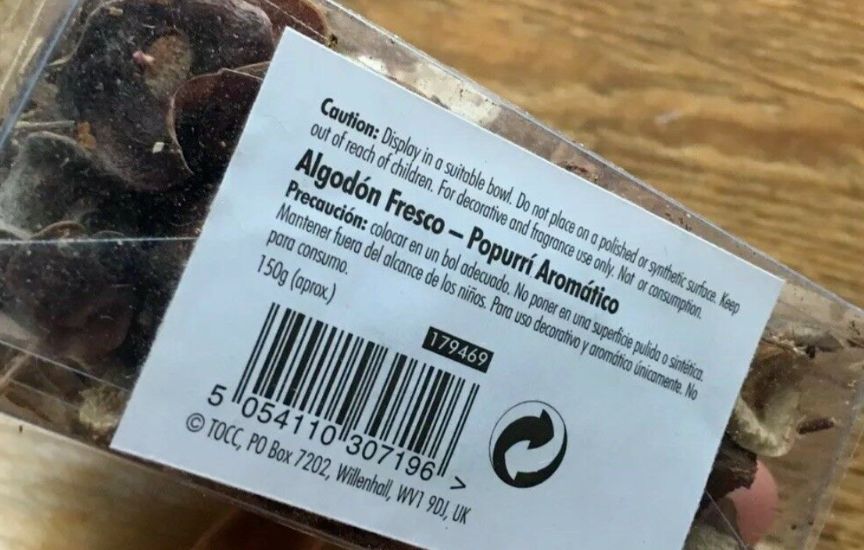 Caution: Display in a suitable bowl. Do not place on a polished or synthetic surface. Keep
out of reach of children. For decorative and fragrance use only. Not or consumption.
Algodón Fresco – Popurrí Aromático
Precaución: colocar en un bol adecuado. No poner en una superficie pulida o sintética.
Mantener fuera del alcance de los niños. Para uso decorativo y aromático únicamente. No
para consumo.
150g (aprox.)
179469
5 054110 307196 >
© TOCC, PO Box 7202, Willenhall, WV1 9DJ, UK